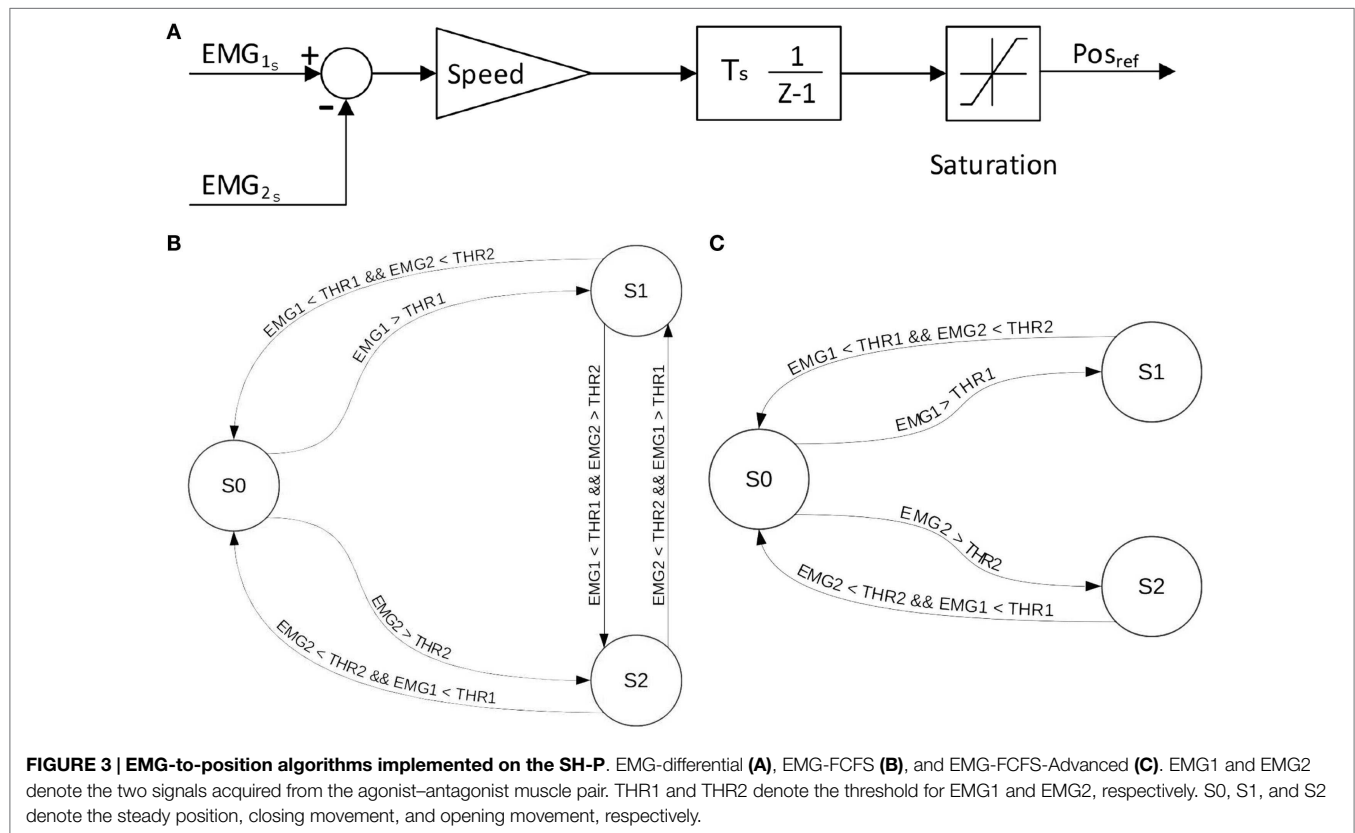 A
EMG1s
+
-
EMG2s
Speed
Ts 1
Z-1
Saturation
Posref
B
EMG1 < THR1 && EMG2 < THR2
EMG1 > THR1
S1
S0
EMG1 < THR1 && EMG2 > THR2
EMG2 < THR2 && EMG1 > THR1
EMG2 > THR2
EMG2 < THR2 && EMG1 < THR1
S2
C
EMG1 < THR1 && EMG2 < THR2
EMG1 > THR1
S1
S0
EMG2 > THR2
EMG2 < THR2 && EMG1 < THR1
S2
FIGURE 3 | EMG-to-position algorithms implemented on the SH-P. EMG-differential (A), EMG-FCFS (B), and EMG-FCFS-Advanced (C). EMG1 and EMG2
denote the two signals acquired from the agonist–antagonist muscle pair. THR1 and THR2 denote the threshold for EMG1 and EMG2, respectively. S0, S1, and S2
denote the steady position, closing movement, and opening movement, respectively.